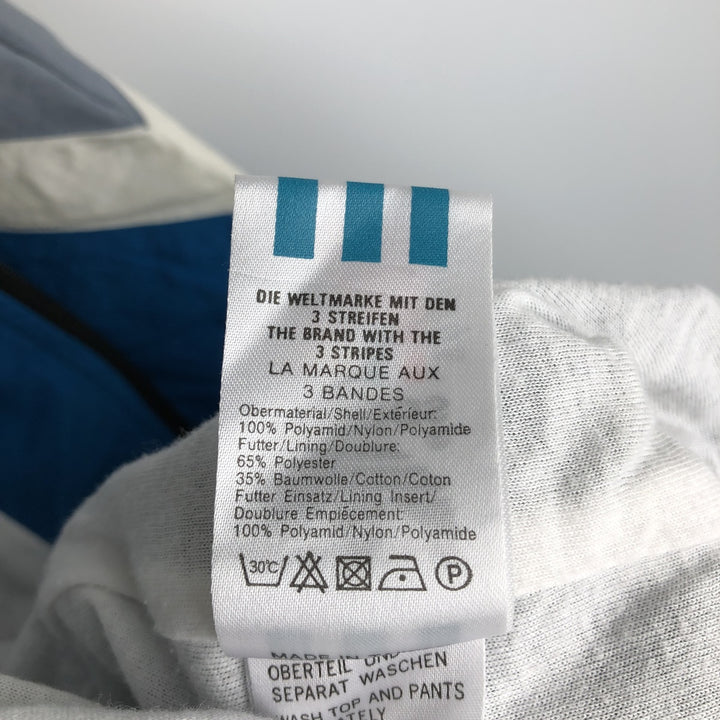 DIE WELTMARKE MIT DEN
3 STREIFEN
THE BRAND WITH THE
3 STRIPES
LA MARQUE AUX
3 BANDES
Obermaterial/Shell/Extérieur:
100% Polyamid/Nylon/Polyamide
Futter/Lining/Doublure:
65% Polyester
35% Baumwolle/Cotton/Coton
Futter Einsatz/Lining Insert/
Doublure Empiècement:
100% Polyamid/Nylon/Polyamide
30°C P
MADE IN
OBERTEIL UND
SEPARAT WASCHEN
WASH TOP AND PANTS